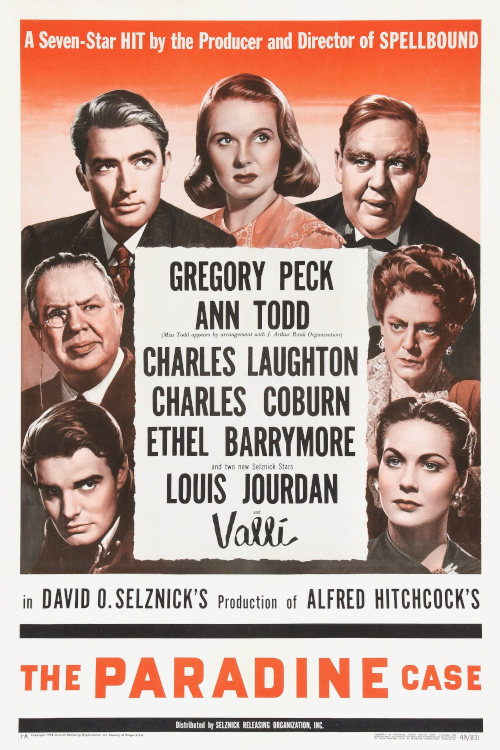 A Seven-Star HIT by the Producer and Director of SPELLBOUND
GREGORY PECK
ANN TODD
(Miss Todd appears by arrangement with J. Arthur Rank Organisation)
CHARLES LAUGHTON
CHARLES COBURN
ETHEL BARRYMORE
and two new Selznick Stars
LOUIS JOURDAN
and
Valli
in DAVID O. SELZNICK'S Production of ALFRED HITCHCOCK'S
THE PARADINE CASE
Distributed by SELZNICK RELEASING ORGANIZATION, INC.
48/831